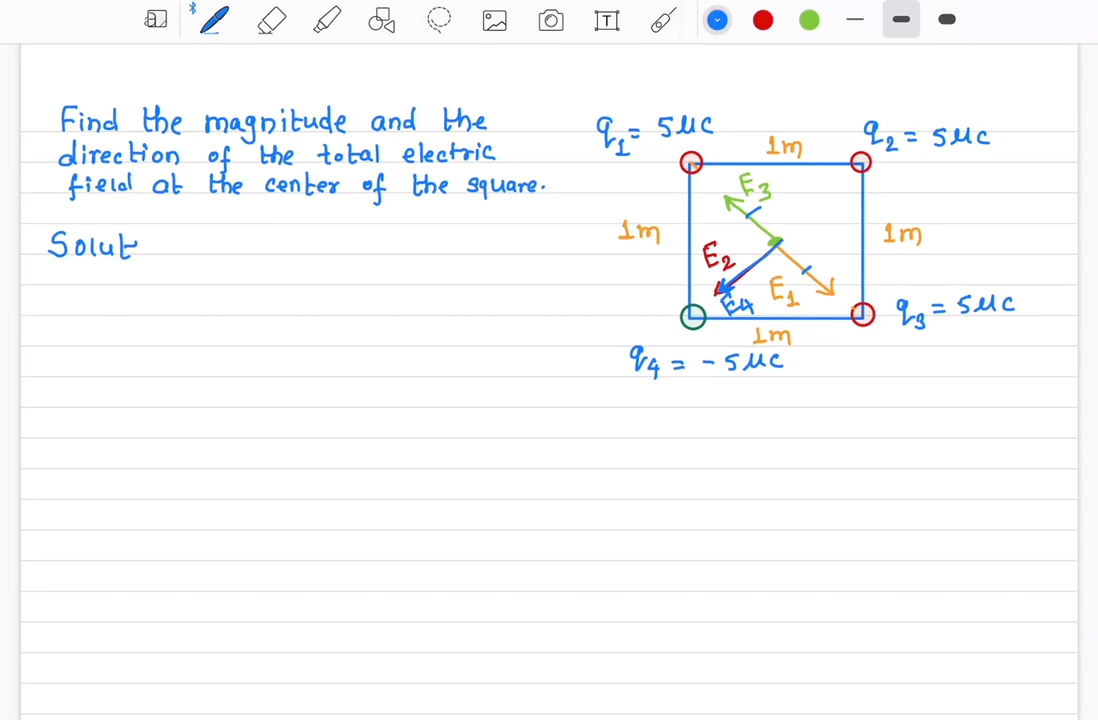 T
Find the magnitude and the
direction of the total electric
field at the center of the square.
Solut
q1 = 5μc
1m
q2 = 5μc
1m
1m
E3
E2
E1
E4
q3 = 5μc
1m
q4 = - 5μc